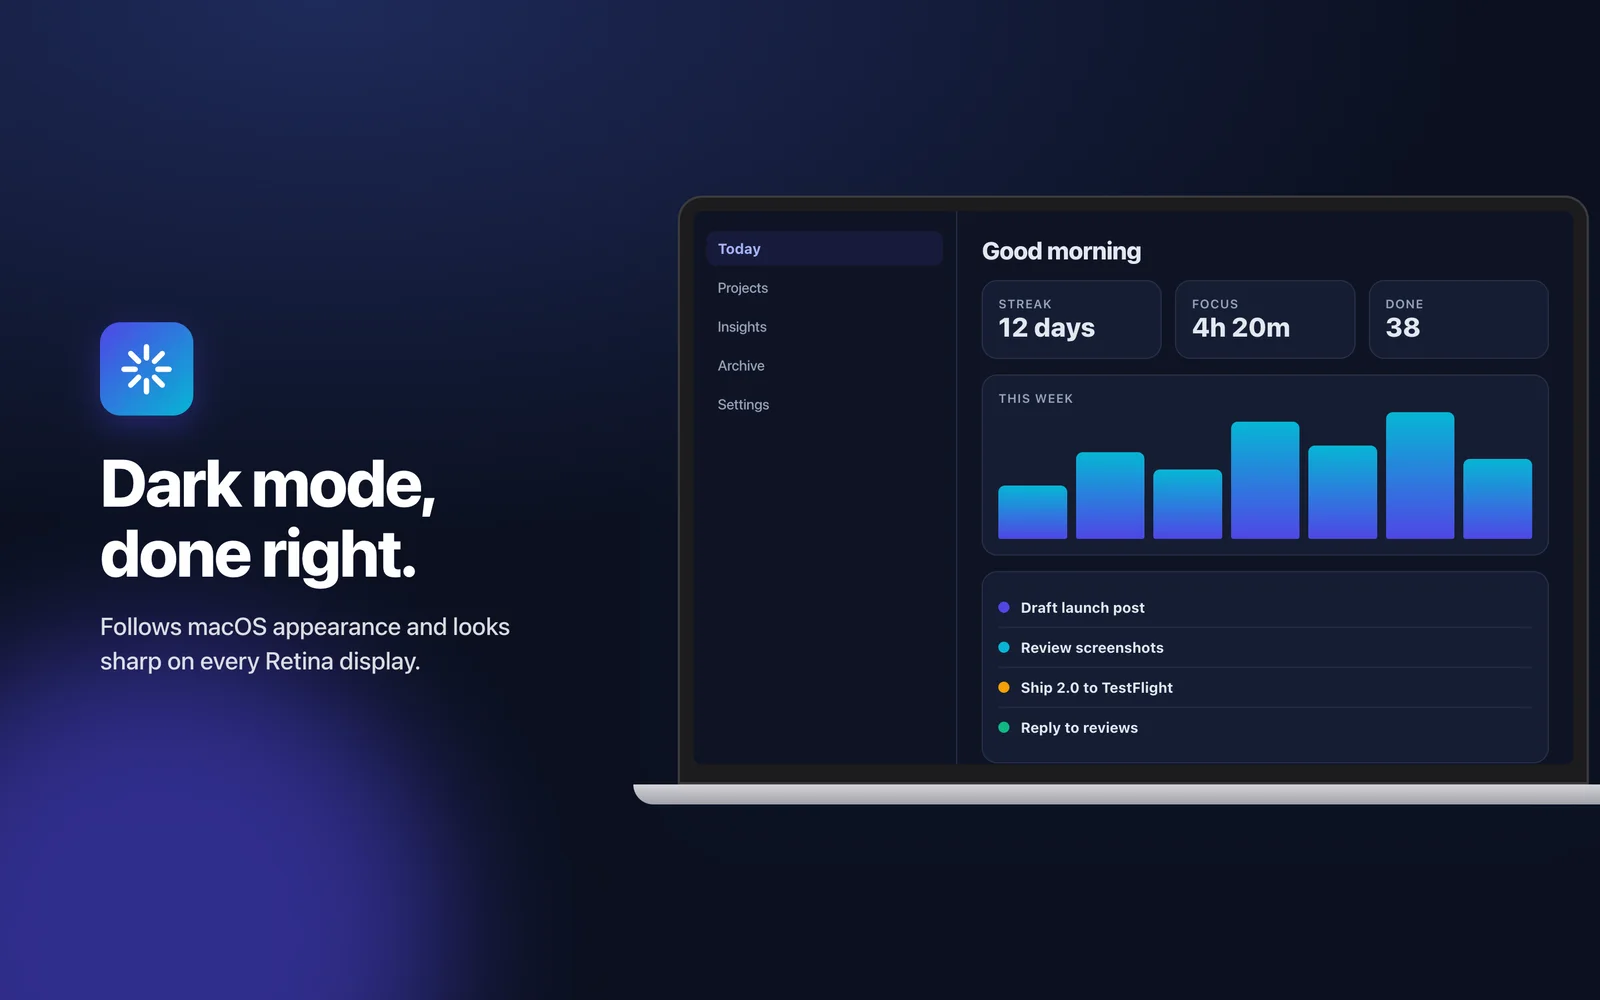 Dark mode,
done right.
Follows macOS appearance and looks
sharp on every Retina display.
Today
Projects
Insights
Archive
Settings
Good morning
STREAK
12 days
FOCUS
4h 20m
DONE
38
THIS WEEK
Draft launch post
Review screenshots
Ship 2.0 to TestFlight
Reply to reviews